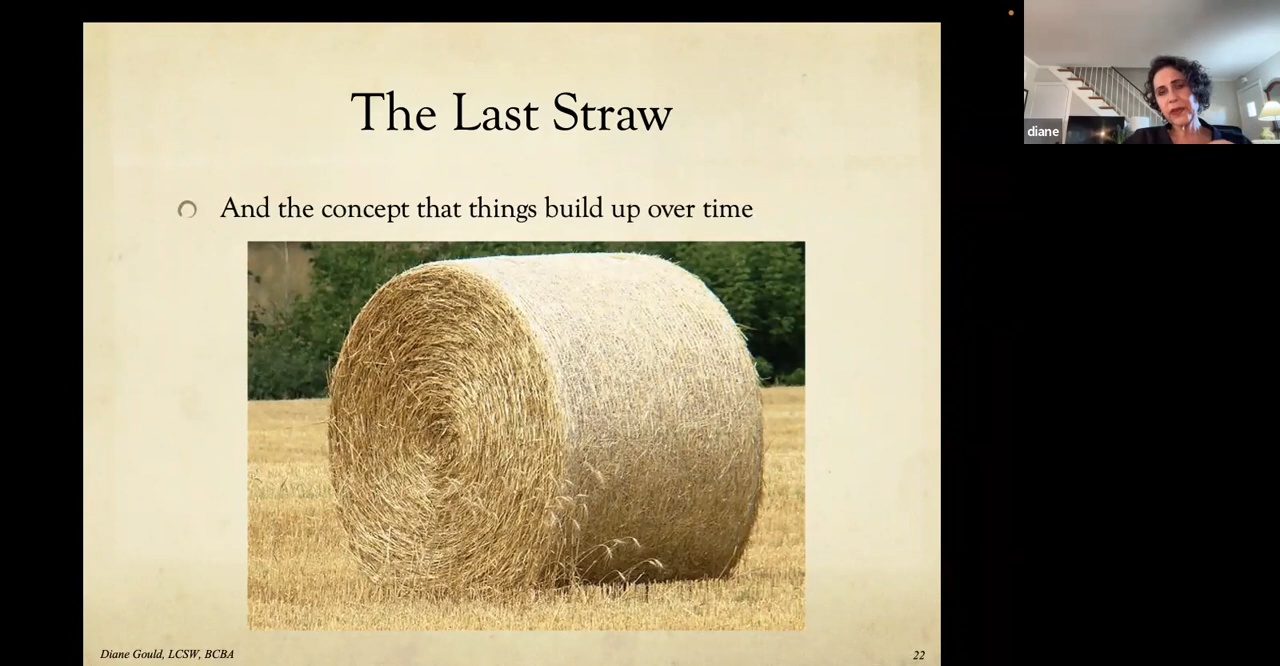 The Last Straw
And the concept that things build up over time
Diane Gould, LCSW, BCBA
22
diane